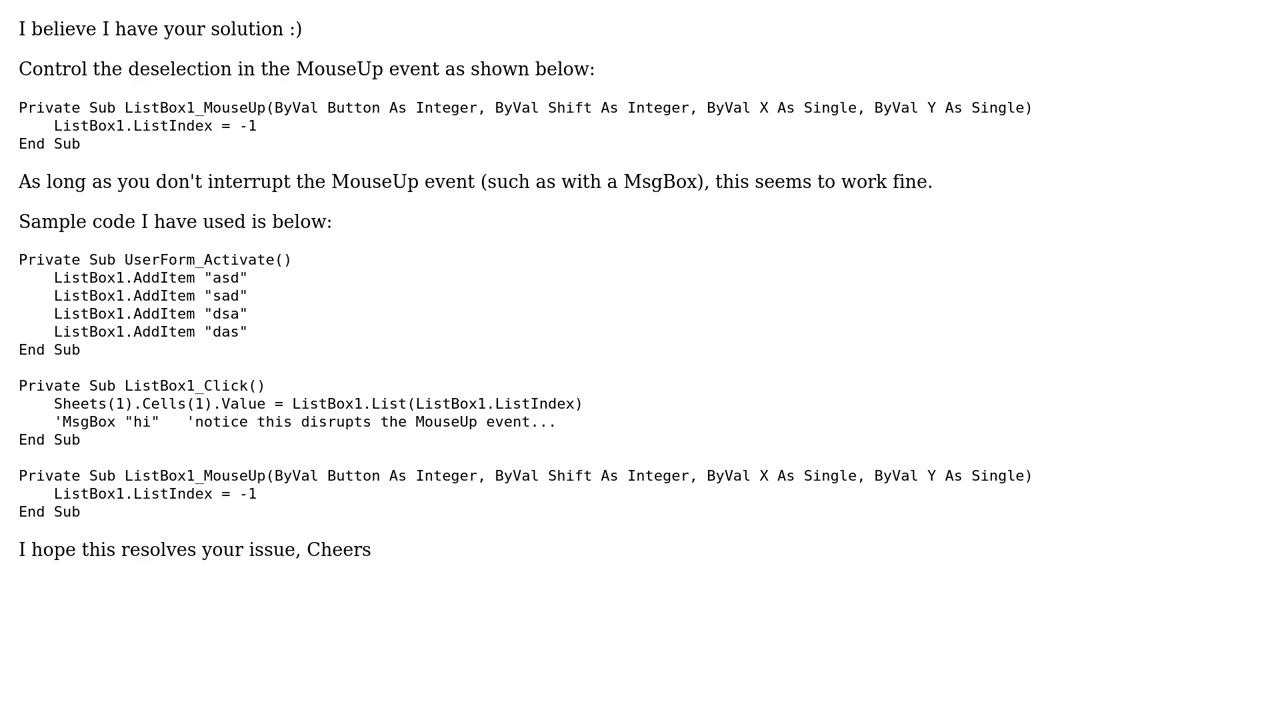 I believe I have your solution :)
Control the deselection in the MouseUp event as shown below:
Private Sub ListBox1_MouseUp(ByVal Button As Integer, ByVal Shift As Integer, ByVal X As Single, ByVal Y As Single)
    ListBox1.ListIndex = -1
End Sub
As long as you don't interrupt the MouseUp event (such as with a MsgBox), this seems to work fine.
Sample code I have used is below:
Private Sub UserForm_Activate()
    ListBox1.AddItem "asd"
    ListBox1.AddItem "sad"
    ListBox1.AddItem "dsa"
    ListBox1.AddItem "das"
End Sub
Private Sub ListBox1_Click()
    Sheets(1).Cells(1).Value = ListBox1.List(ListBox1.ListIndex)
    'MsgBox "hi"   'notice this disrupts the MouseUp event...
End Sub
Private Sub ListBox1_MouseUp(ByVal Button As Integer, ByVal Shift As Integer, ByVal X As Single, ByVal Y As Single)
    ListBox1.ListIndex = -1
End Sub
I hope this resolves your issue, Cheers